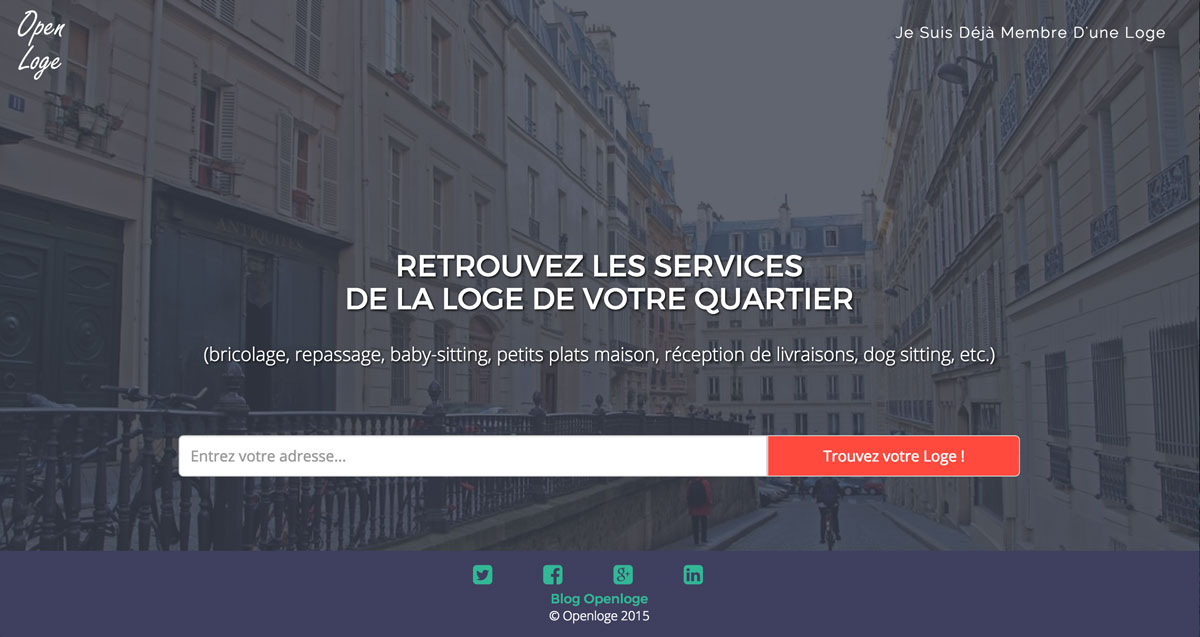 Open
Loge
Je Suis Déjà Membre D'une Loge
11
ANTIQUITES
RETROUVEZ LES SERVICES
DE LA LOGE DE VOTRE QUARTIER
(bricolage, repassage, baby-sitting, petits plats maison, réception de livraisons, dog sitting, etc.)
Entrez votre adresse...
Trouvez votre Loge !
Blog Openloge
© Openloge 2015